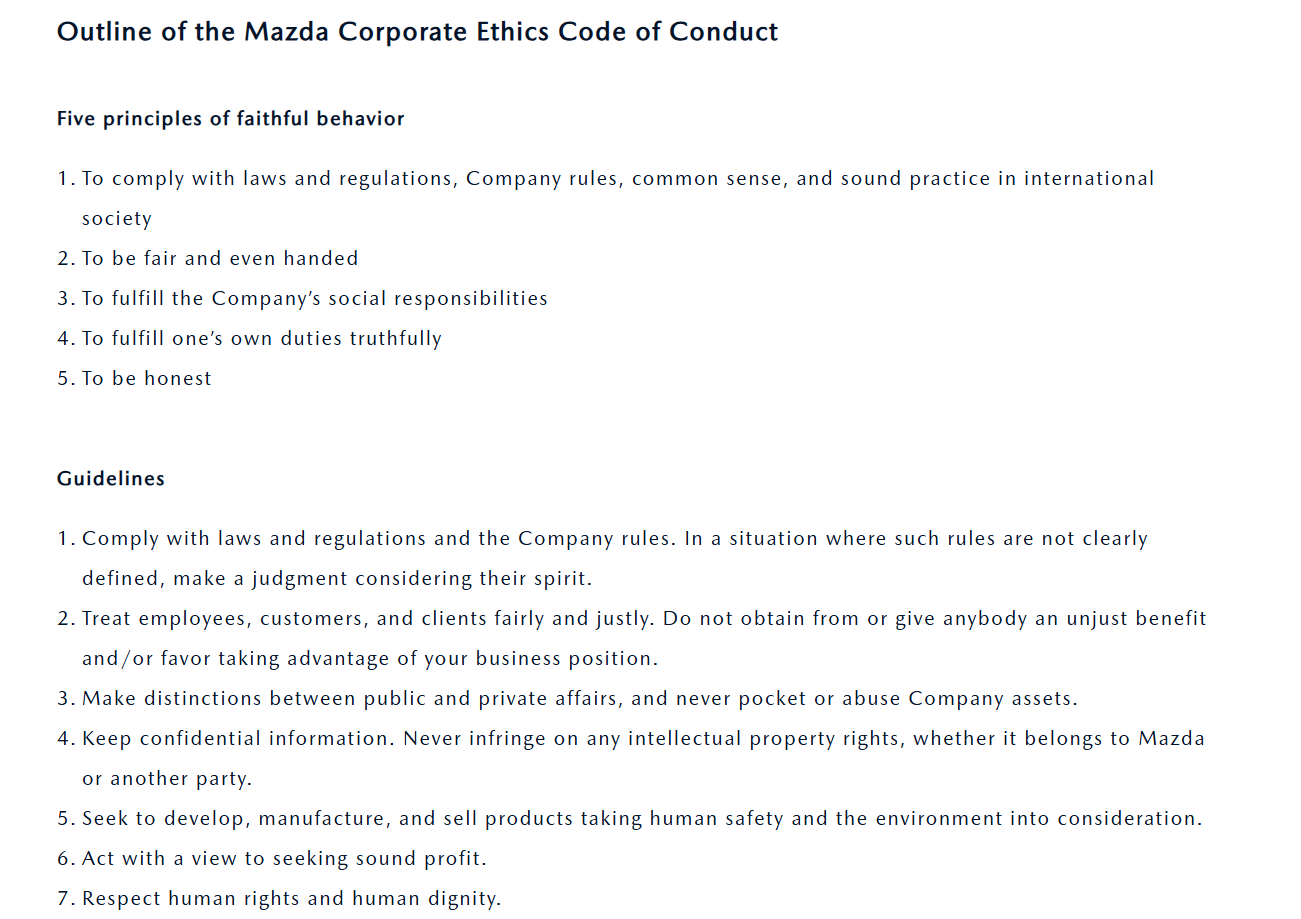 Outline of the Mazda Corporate Ethics Code of Conduct
Five principles of faithful behavior
1. To comply with laws and regulations, Company rules, common sense, and sound practice in international
society
2. To be fair and even handed
3. To fulfill the Company’s social responsibilities
4. To fulfill one’s own duties truthfully
5. To be honest
Guidelines
1. Comply with laws and regulations and the Company rules. In a situation where such rules are not clearly
defined, make a judgment considering their spirit.
2. Treat employees, customers, and clients fairly and justly. Do not obtain from or give anybody an unjust benefit
and/or favor taking advantage of your business position.
3. Make distinctions between public and private affairs, and never pocket or abuse Company assets.
4. Keep confidential information. Never infringe on any intellectual property rights, whether it belongs to Mazda
or another party.
5. Seek to develop, manufacture, and sell products taking human safety and the environment into consideration.
6. Act with a view to seeking sound profit.
7. Respect human rights and human dignity.